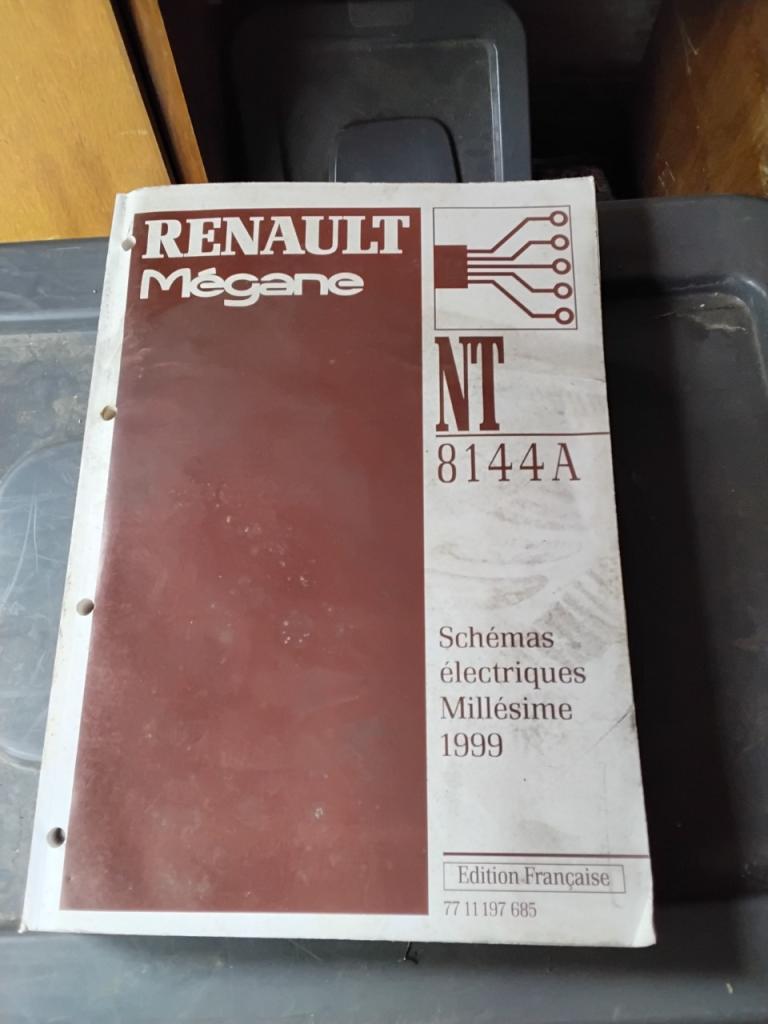 RENAULT
Mégane
NT
8144A
Schémas
électriques
Millésime
1999
Edition Française
77 11 197 685